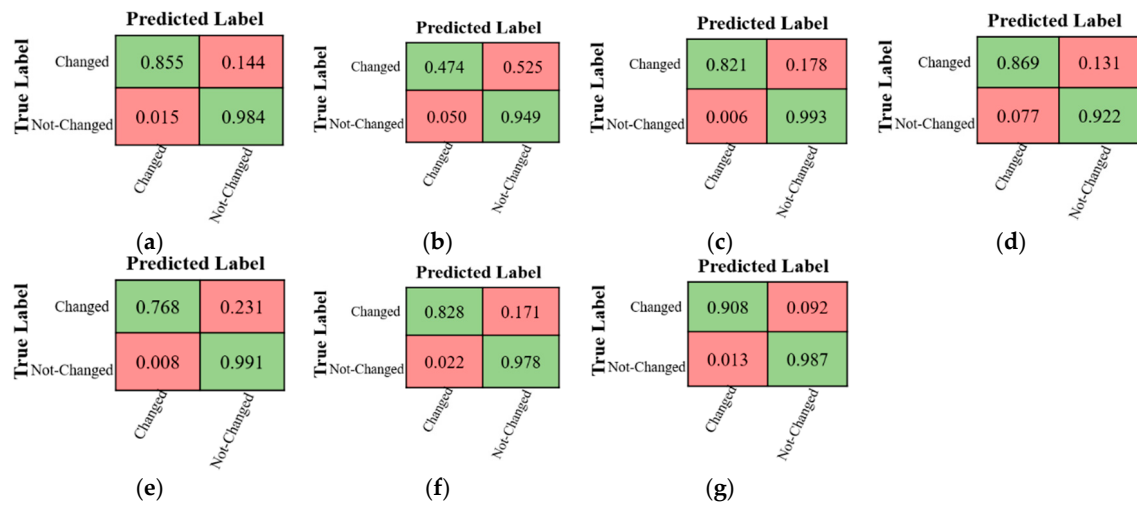 Predicted Label
True Label
Changed 0.855 0.144
Not-Changed 0.015 0.984
Changed
Not-Changed
(a)
Predicted Label
True Label
Changed 0.474 0.525
Not-Changed 0.050 0.949
Changed
Not-Changed
(b)
Predicted Label
True Label
Changed 0.821 0.178
Not-Changed 0.006 0.993
Changed
Not-Changed
(c)
Predicted Label
True Label
Changed 0.869 0.131
Not-Changed 0.077 0.922
Changed
Not-Changed
(d)
Predicted Label
True Label
Changed 0.768 0.231
Not-Changed 0.008 0.991
Changed
Not-Changed
(e)
Predicted Label
True Label
Changed 0.828 0.171
Not-Changed 0.022 0.978
Changed
Not-Changed
(f)
Predicted Label
True Label
Changed 0.908 0.092
Not-Changed 0.013 0.987
Changed
Not-Changed
(g)